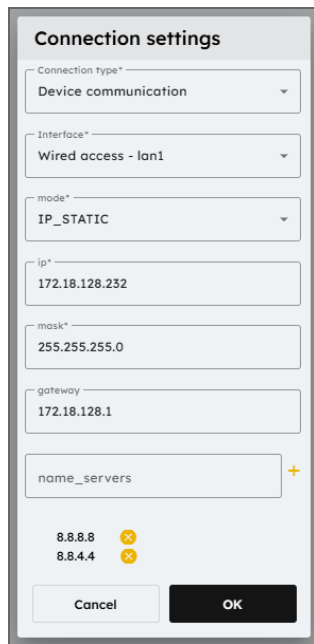 Connection settings
Connection type*
Device communication
Interface*
Wired access - lan1
mode*
IP_STATIC
ip*
172.18.128.232
mask*
255.255.255.0
gateway
172.18.128.1
name_servers
+
8.8.8.8
8.8.4.4
Cancel OK